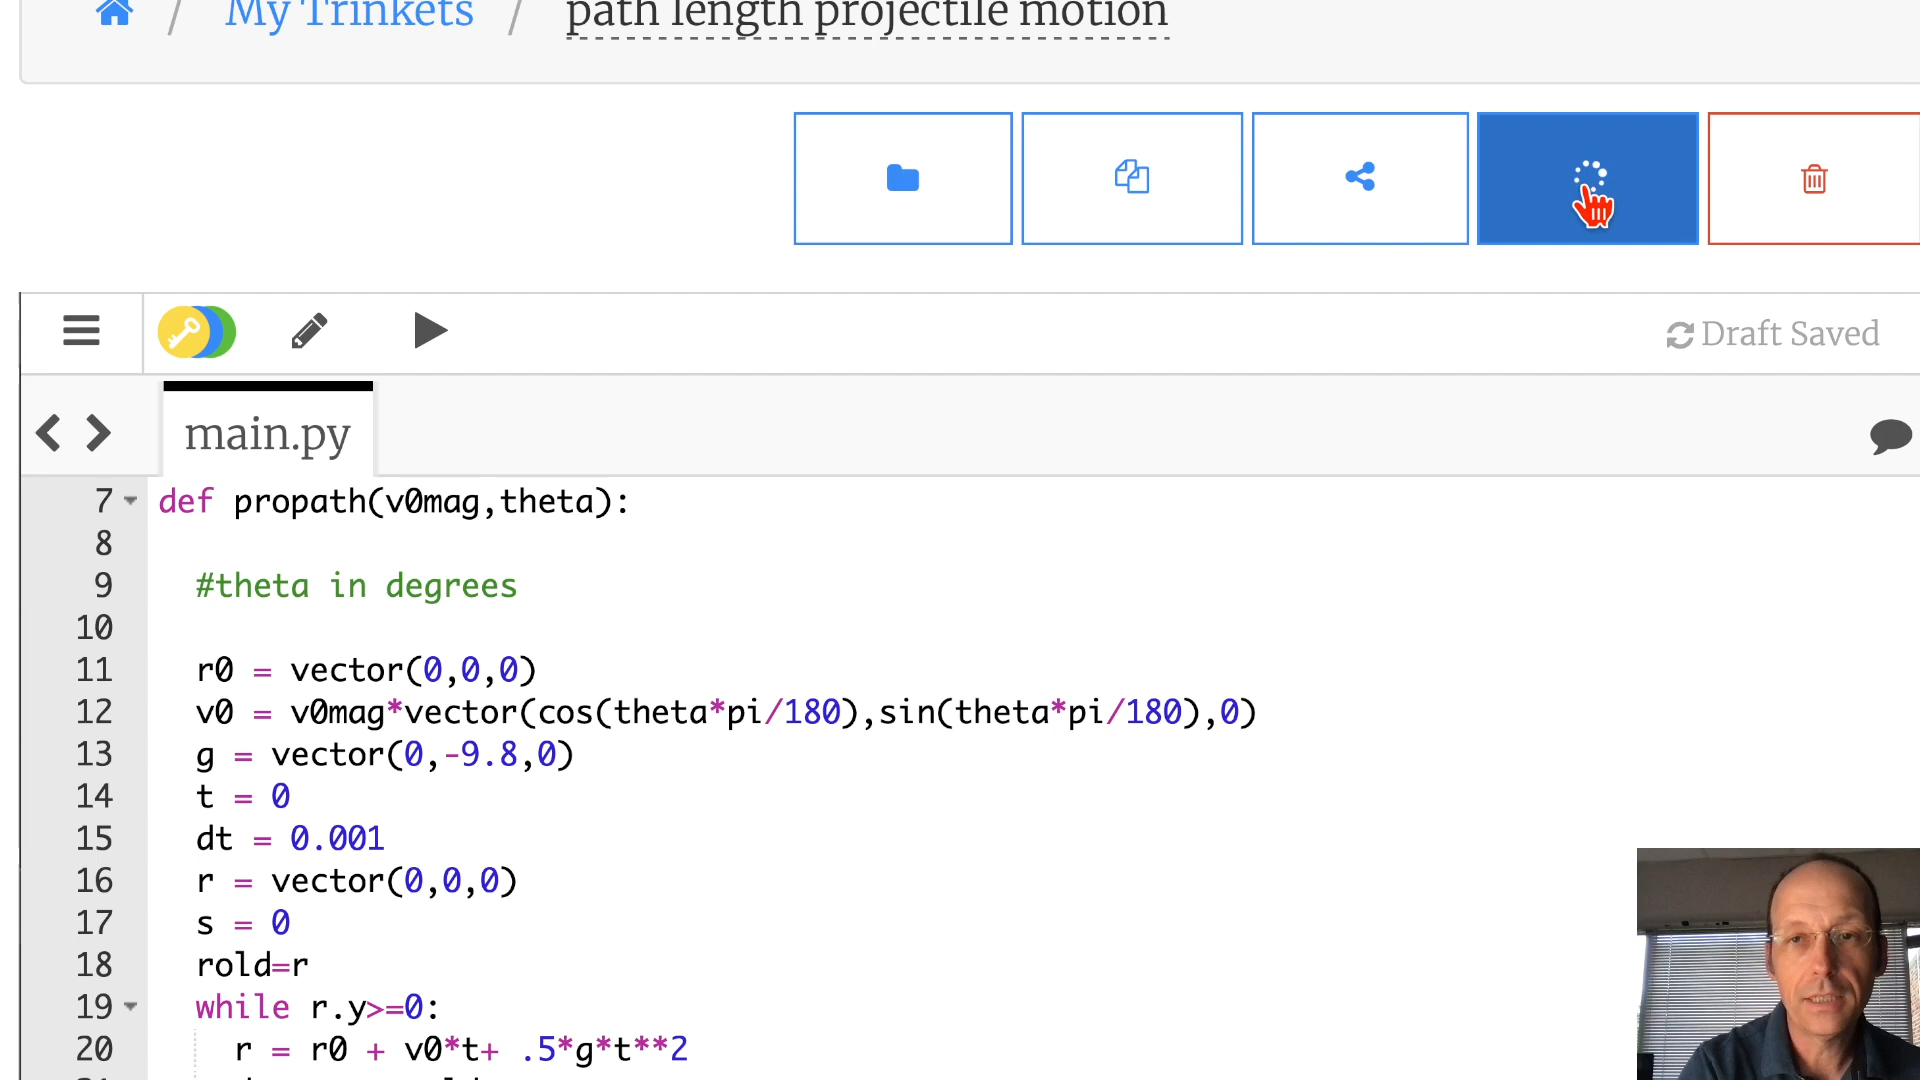 My Trinkets / path length projectile motion
Draft Saved
main.py
7 def propath(v0mag,theta):
8
9 #theta in degrees
10
11 r0 = vector(0,0,0)
12 v0 = v0mag*vector(cos(theta*pi/180),sin(theta*pi/180),0)
13 g = vector(0,-9.8,0)
14 t = 0
15 dt = 0.001
16 r = vector(0,0,0)
17 s = 0
18 rold=r
19 while r.y>=0:
20 r = r0 + v0*t+ .5*g*t**2